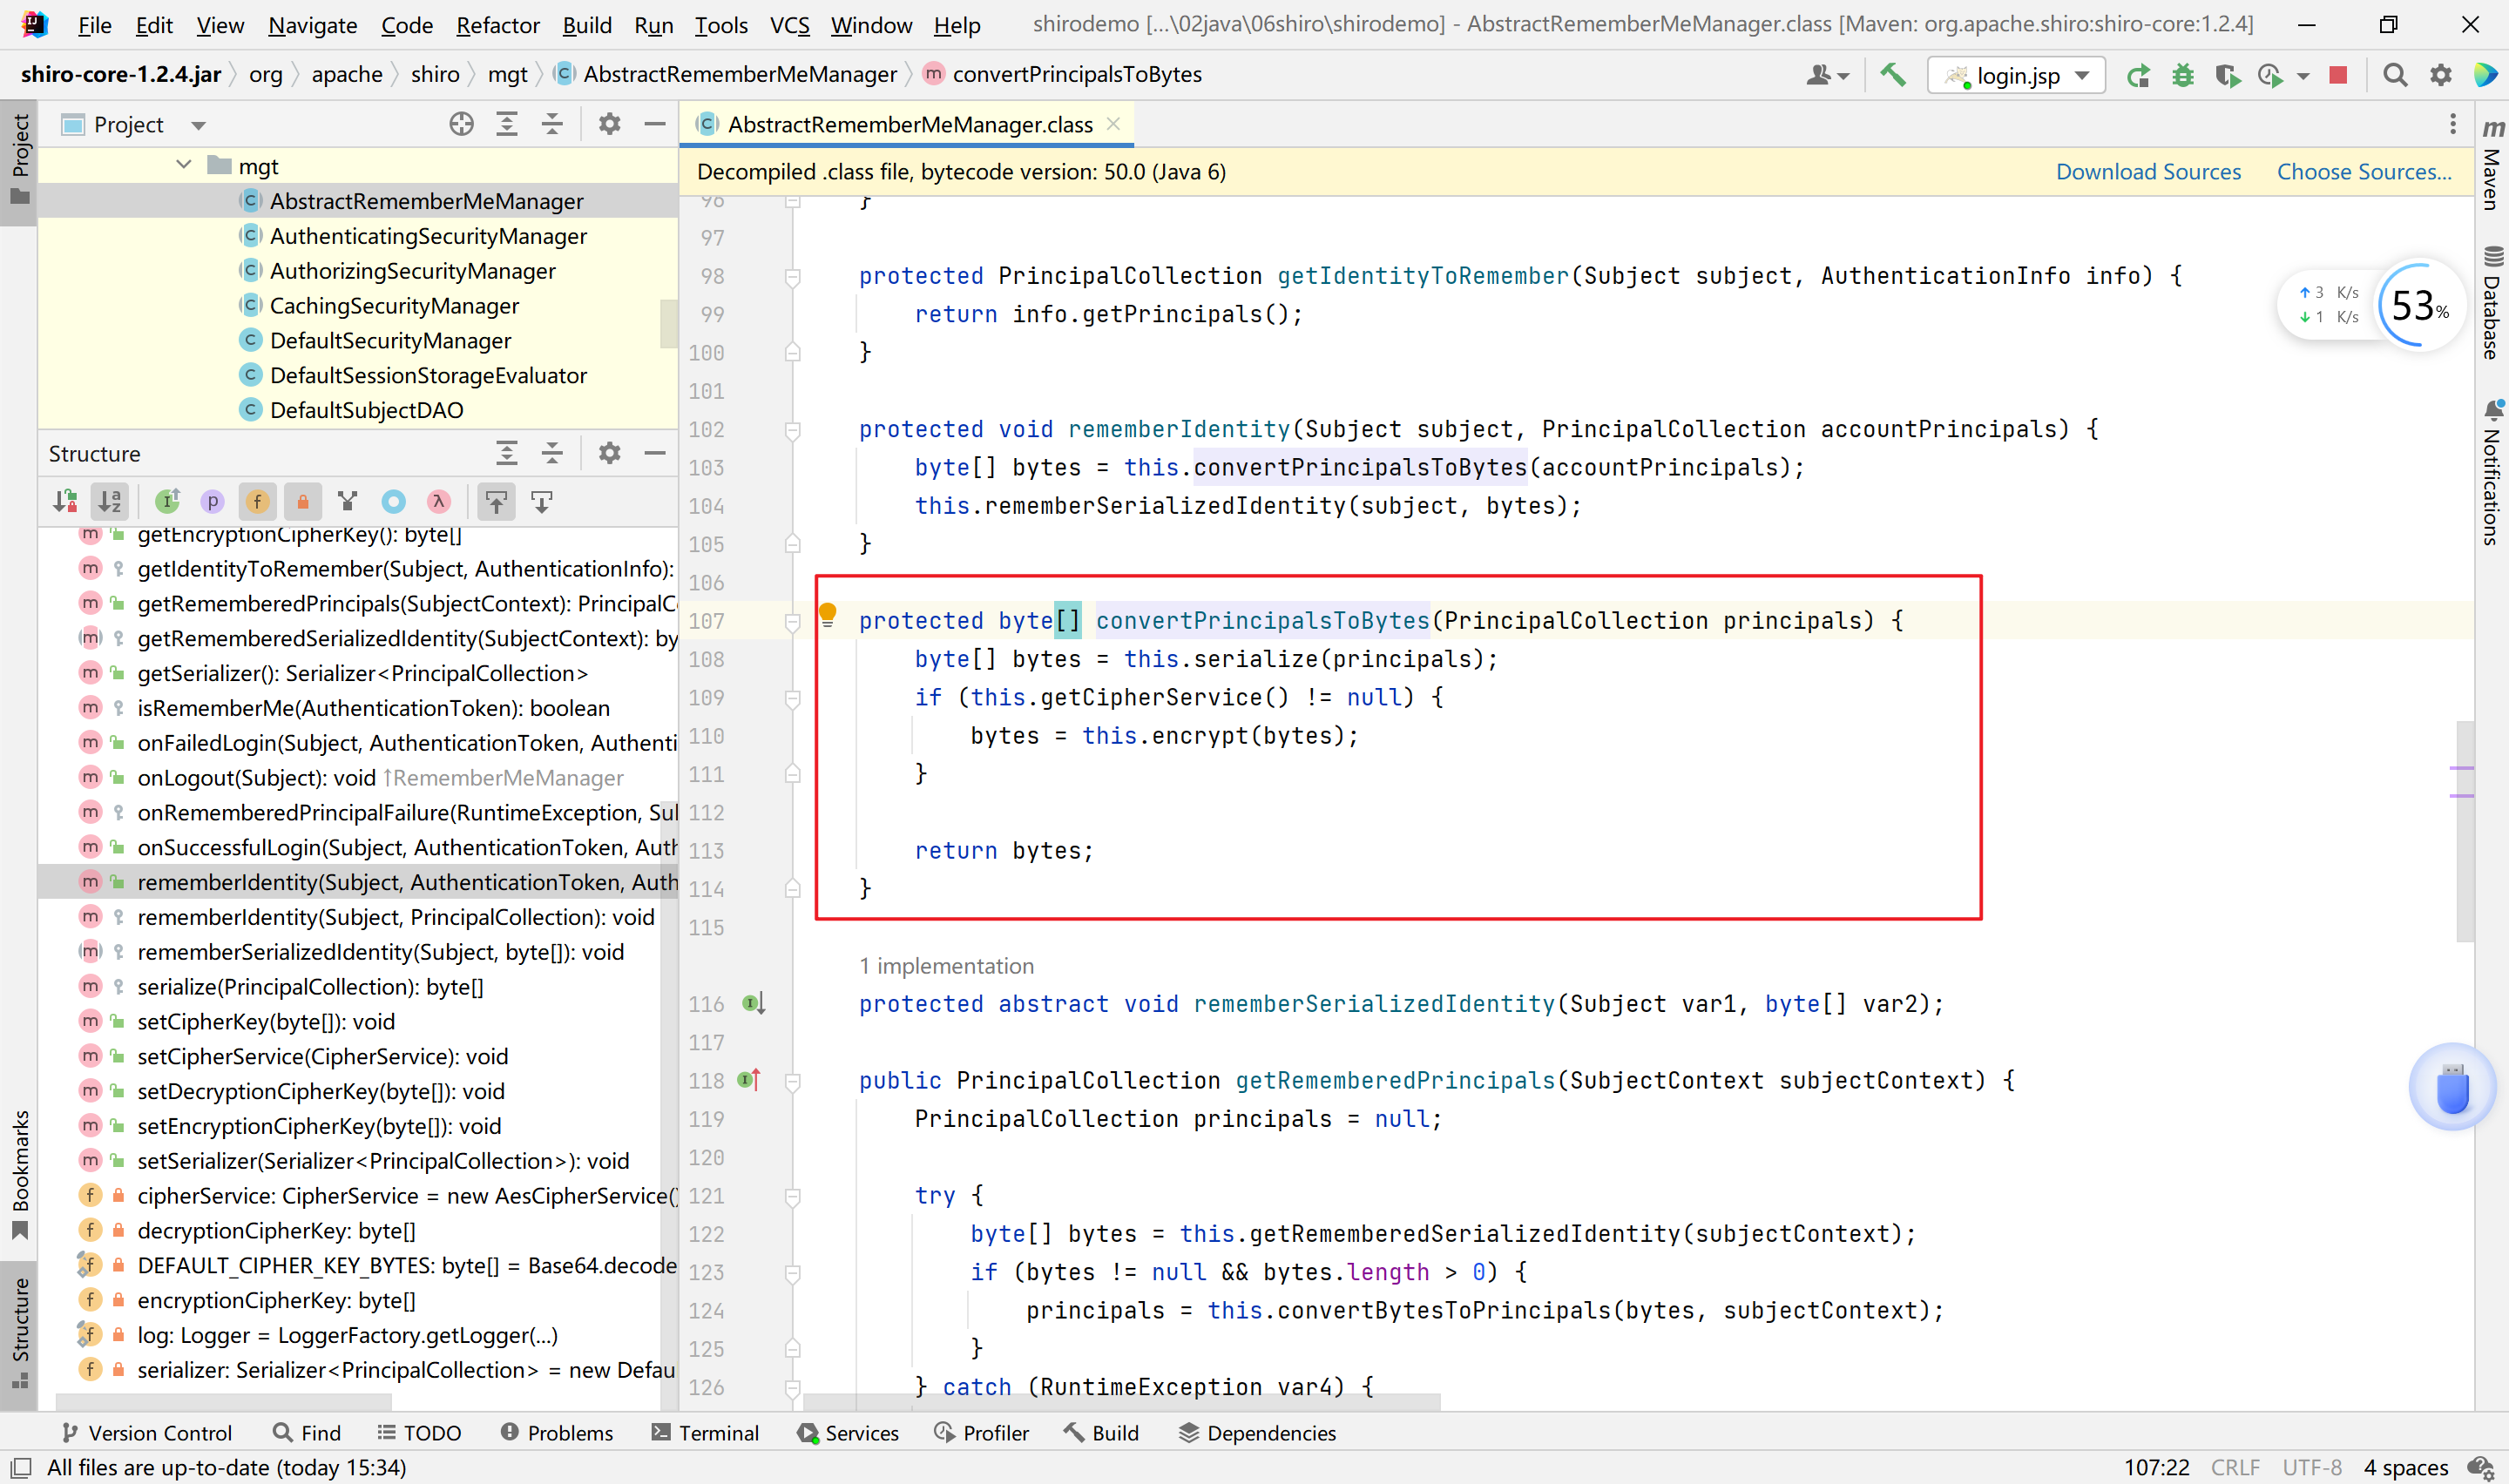 File Edit View Navigate Code Refactor Build Run Tools VCS Window Help shirodemo [...\02java\06shiro\shirodemo] - AbstractRememberMeManager.class [Maven: org.apache.shiro:shiro-core:1.2.4]
shiro-core-1.2.4.jar org apache shiro mgt AbstractRememberMeManager convertPrincipalsToBytes login.jsp
Project
AbstractRememberMeManager.class
mgt
AbstractRememberMeManager
AuthenticatingSecurityManager
AuthorizingSecurityManager
CachingSecurityManager
DefaultSecurityManager
DefaultSessionStorageEvaluator
DefaultSubjectDAO
Structure
getEncryptionCipherKey(): byte[]
getIdentityToRemember(Subject, AuthenticationInfo):
getRememberedPrincipals(SubjectContext): PrincipalC
getRememberedSerializedIdentity(SubjectContext): by
getSerializer(): Serializer<PrincipalCollection>
isRememberMe(AuthenticationToken): boolean
onFailedLogin(Subject, AuthenticationToken, Authenti
onLogout(Subject): void ↑RememberMeManager
onRememberedPrincipalFailure(RuntimeException, Sul
onSuccessfulLogin(Subject, AuthenticationToken, Auth
rememberIdentity(Subject, AuthenticationToken, Auth
rememberIdentity(Subject, PrincipalCollection): void
rememberSerializedIdentity(Subject, byte[]): void
serialize(PrincipalCollection): byte[]
setCipherKey(byte[]): void
setCipherService(CipherService): void
setDecryptionCipherKey(byte[]): void
setEncryptionCipherKey(byte[]): void
setSerializer(Serializer<PrincipalCollection>): void
cipherService: CipherService = new AesCipherService()
decryptionCipherKey: byte[]
DEFAULT_CIPHER_KEY_BYTES: byte[] = Base64.decode
encryptionCipherKey: byte[]
log: Logger = LoggerFactory.getLogger(...)
serializer: Serializer<PrincipalCollection> = new Defau
Decompiled .class file, bytecode version: 50.0 (Java 6) Download Sources Choose Sources...
96 }
97
98 protected PrincipalCollection getIdentityToRemember(Subject subject, AuthenticationInfo info) {
99 return info.getPrincipals();
100 }
101
102 protected void rememberIdentity(Subject subject, PrincipalCollection accountPrincipals) {
103 byte[] bytes = this.convertPrincipalsToBytes(accountPrincipals);
104 this.rememberSerializedIdentity(subject, bytes);
105 }
106
107 protected byte[] convertPrincipalsToBytes(PrincipalCollection principals) {
108 byte[] bytes = this.serialize(principals);
109 if (this.getCipherService() != null) {
110 bytes = this.encrypt(bytes);
111 }
112
113 return bytes;
114 }
115
1 implementation
116 protected abstract void rememberSerializedIdentity(Subject var1, byte[] var2);
117
118 public PrincipalCollection getRememberedPrincipals(SubjectContext subjectContext) {
119 PrincipalCollection principals = null;
120
121 try {
122 byte[] bytes = this.getRememberedSerializedIdentity(subjectContext);
123 if (bytes != null && bytes.length > 0) {
124 principals = this.convertBytesToPrincipals(bytes, subjectContext);
125 }
126 } catch (RuntimeException var4) {
↑ 3 K/s
↓ 1 K/s
53%
Project
Bookmarks
Structure
Maven
Database
Notifications
Version Control Find TODO Problems Terminal Services Profiler Build Dependencies
All files are up-to-date (today 15:34) 107:22 CRLF UTF-8 4 spaces